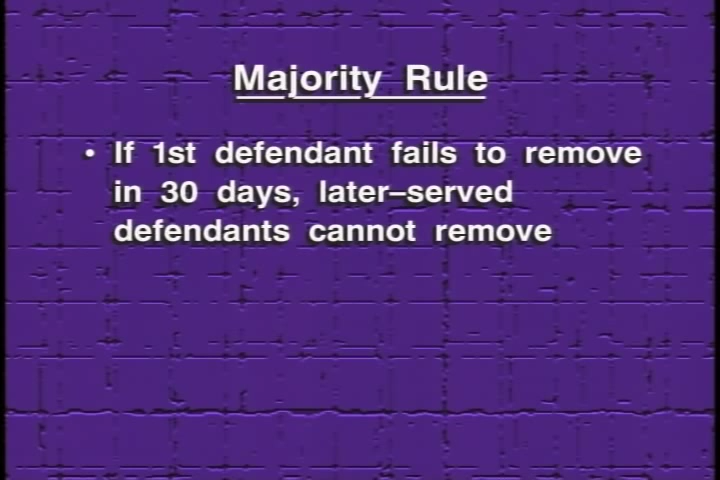 Majority Rule
• If 1st defendant fails to remove
in 30 days, later–served
defendants cannot remove